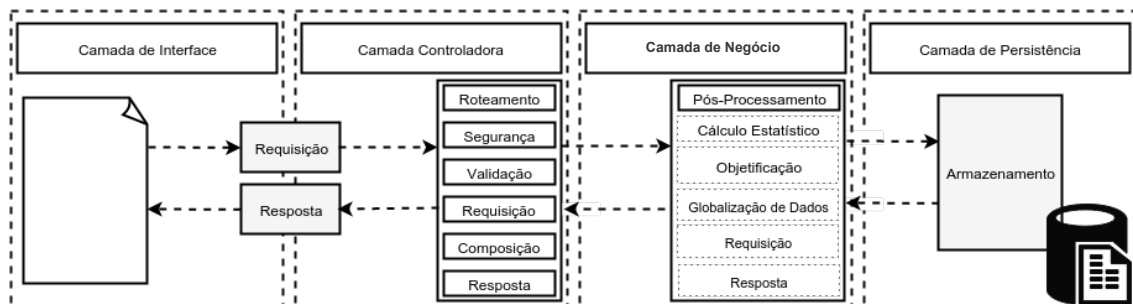 Camada de Interface
Camada Controladora
Camada de Negócio
Camada de Persistência
Requisição
Resposta
Roteamento
Segurança
Validação
Requisição
Composição
Resposta
Pós-Processamento
Cálculo Estatístico
Objetificação
Globalização de Dados
Requisição
Resposta
Armazenamento